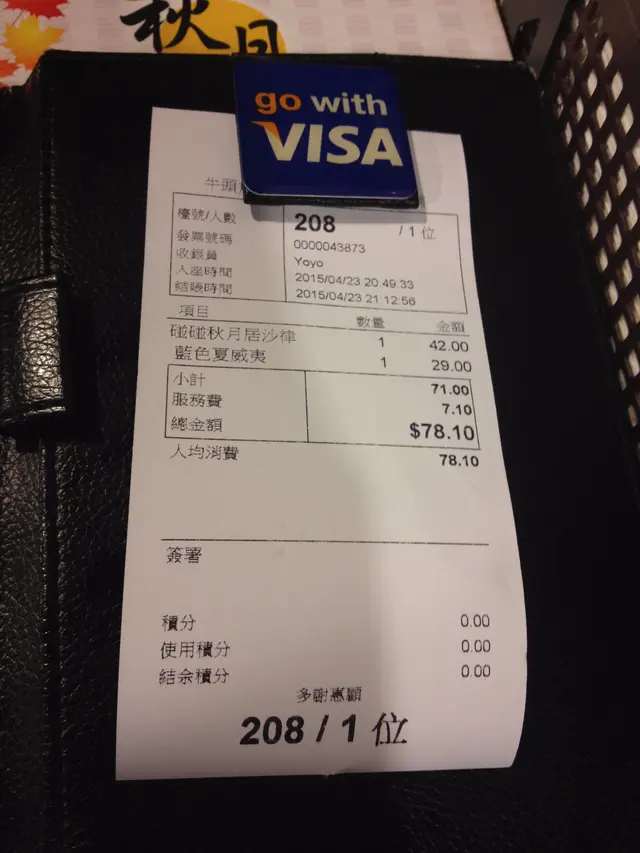 秋月
go with
VISA
牛頭
檯號/人數 208 / 1 位
發票號碼 0000043873
收銀員 Yoyo
入座時間 2015/04/23 20:49:33
結賬時間 2015/04/23 21:12:56
項目 數量 金額
碰碰秋月居沙律 1 42.00
藍色夏威夷 1 29.00
小計 71.00
服務費 7.10
總金額 $78.10
人均消費 78.10
簽署
積分 0.00
使用積分 0.00
結余積分 0.00
多謝惠顧
208 / 1 位